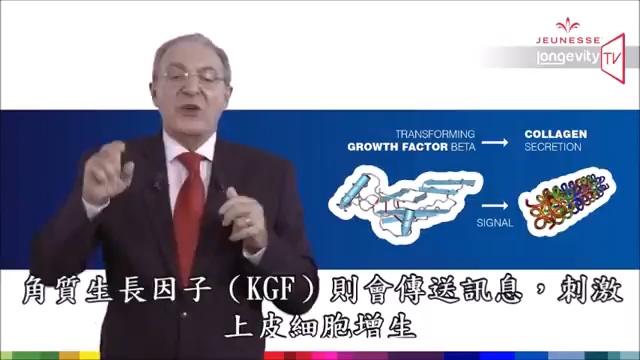 JEUNESSE
longevity
TV
TRANSFORMING
GROWTH FACTOR BETA
COLLAGEN
SECRETION
SIGNAL
角質生長因子（KGF）則會傳送訊息，刺激
上皮細胞增生